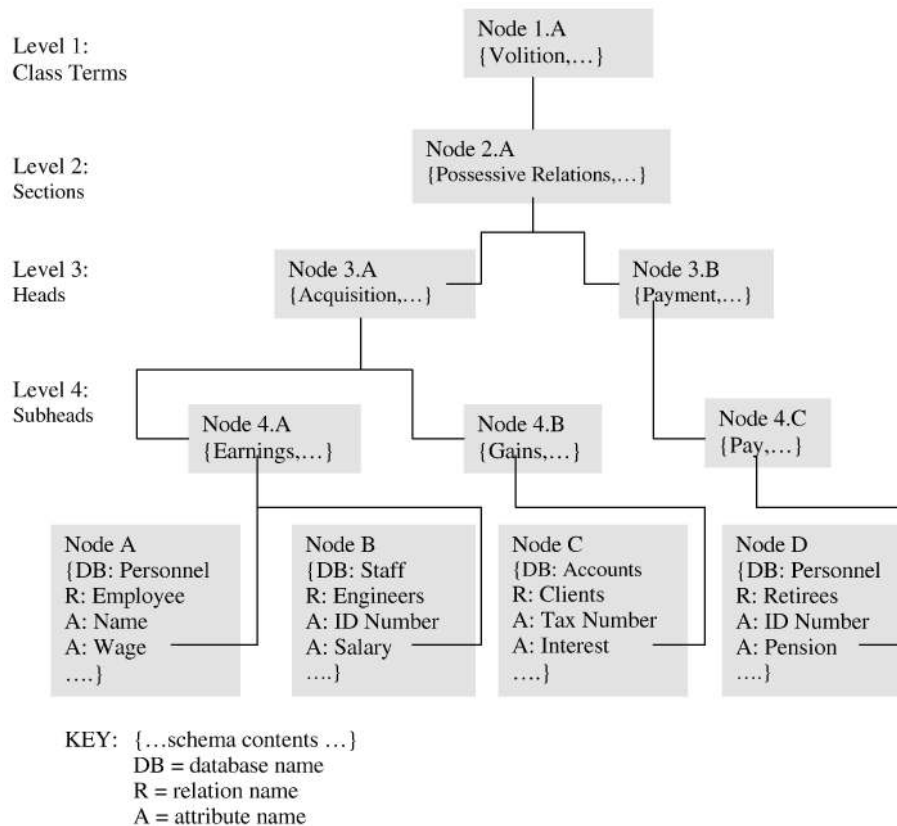 Level 1:
Class Terms
Node 1.A
{Volition,…}
Level 2:
Sections
Node 2.A
{Possessive Relations,…}
Level 3:
Heads
Node 3.A
{Acquisition,…}
Node 3.B
{Payment,…}
Level 4:
Subheads
Node 4.A
{Earnings,…}
Node 4.B
{Gains,…}
Node 4.C
{Pay,…}
Node A
{DB: Personnel
R: Employee
A: Name
A: Wage
….}
Node B
{DB: Staff
R: Engineers
A: ID Number
A: Salary
….}
Node C
{DB: Accounts
R: Clients
A: Tax Number
A: Interest
….}
Node D
{DB: Personnel
R: Retirees
A: ID Number
A: Pension
….}
KEY: {…schema contents …}
DB = database name
R = relation name
A = attribute name